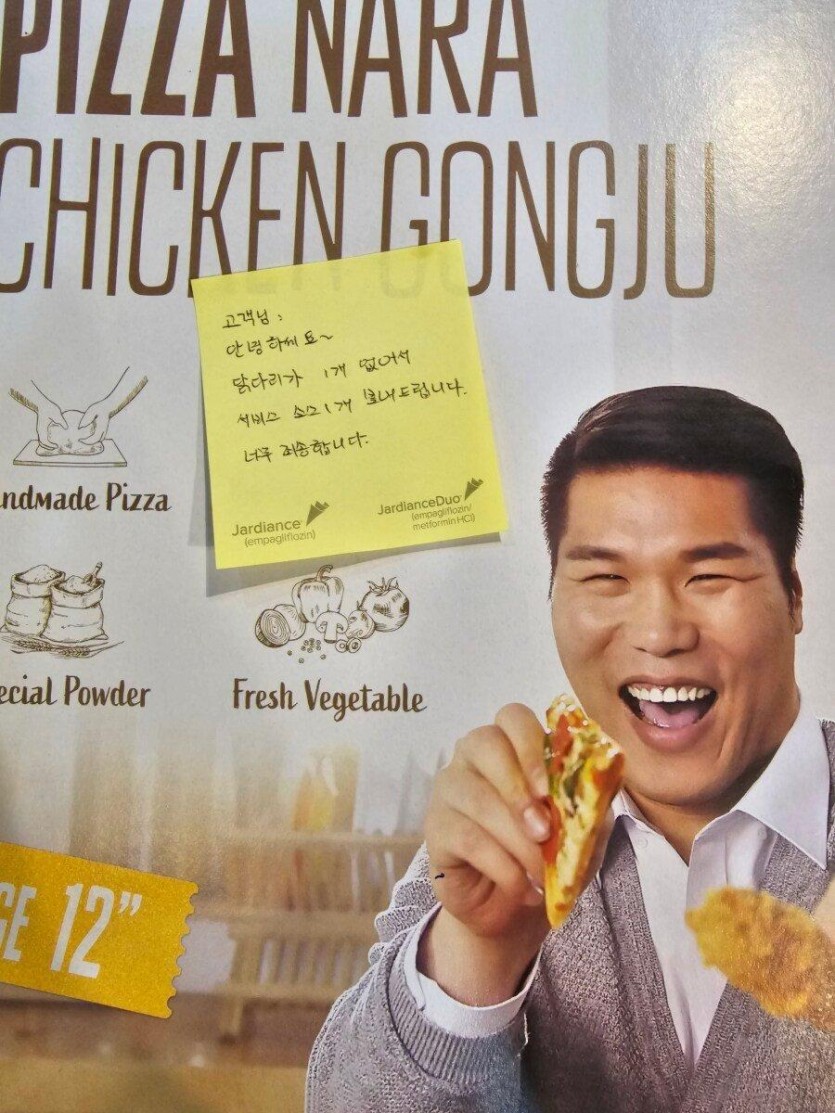 PIZZA NARA
CHICKEN GONGJU
고객님 :
안녕하쎄요~
닭다리가 1개 없어서
서비스 소스1개 보내드립니다.
너무 죄송합니다.
Jardiance
(empagliflozin)
JardianceDuo
(empagliflozin/
metformin HCl)
ndmade Pizza
ecial Powder
Fresh Vegetable
GE 12”